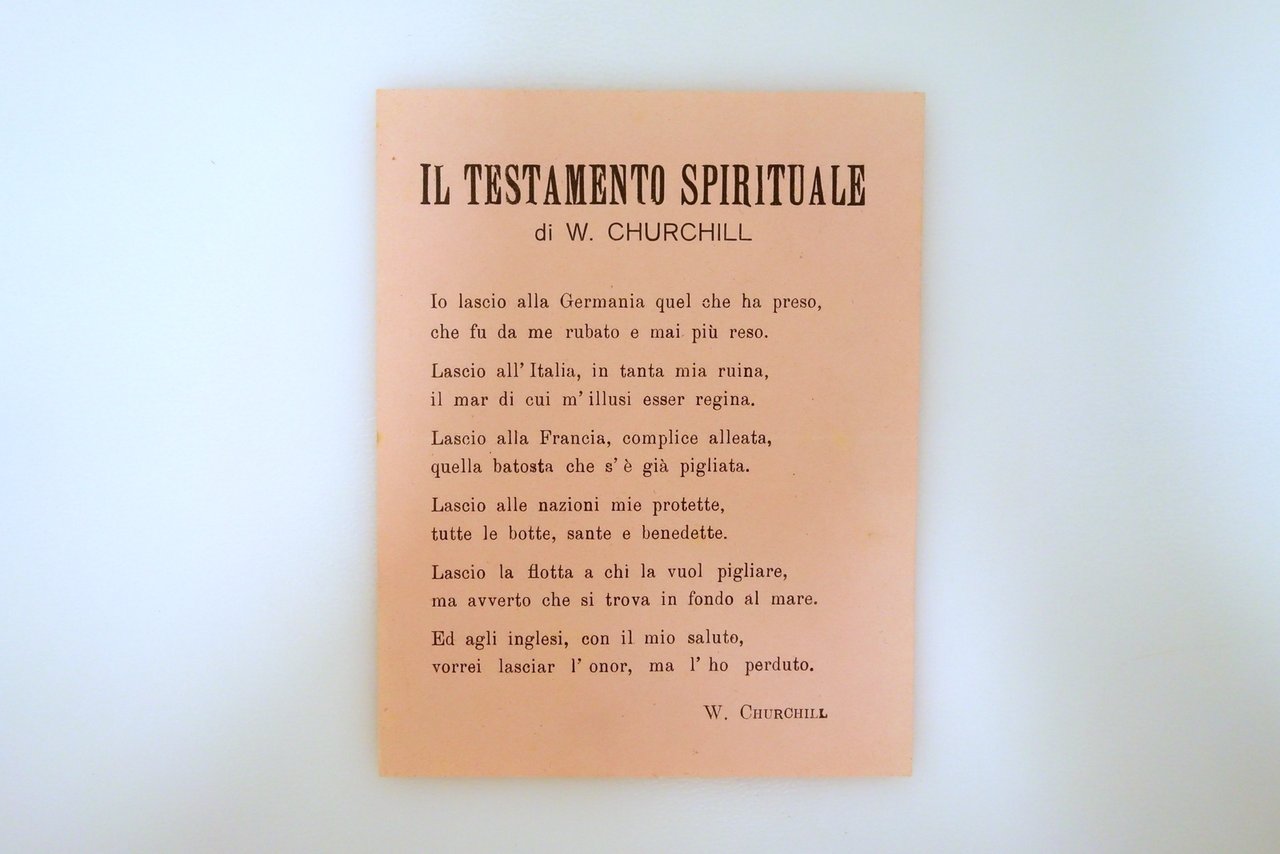 IL TESTAMENTO SPIRITUALE
di W. CHURCHILL
Io lascio alla Germania quel che ha preso,
che fu da me rubato e mai più reso.
Lascio all' Italia, in tanta mia ruina,
il mar di cui m' illusi esser regina.
Lascio alla Francia, complice alleata,
quella batosta che s' è già pigliata.
Lascio alle nazioni mie protette,
tutte le botte, sante e benedette.
Lascio la flotta a chi la vuol pigliare,
ma avverto che si trova in fondo al mare.
Ed agli inglesi, con il mio saluto,
vorrei lasciar l' onor, ma l' ho perduto.
W. CHURCHILL